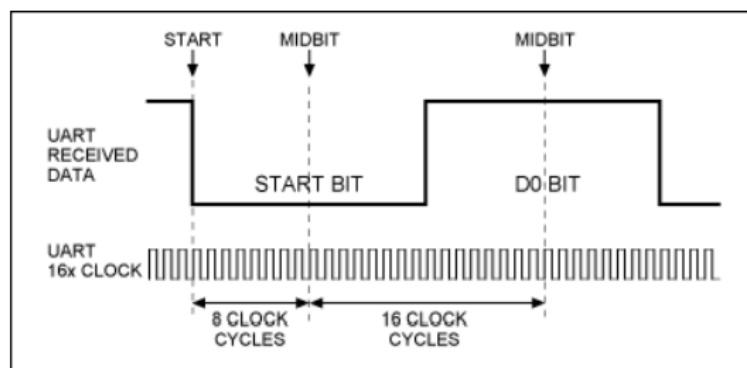 START MIDBIT MIDBIT
UART
RECEIVED
DATA
START BIT D0 BIT
UART
16x CLOCK
8 CLOCK
CYCLES
16 CLOCK
CYCLES